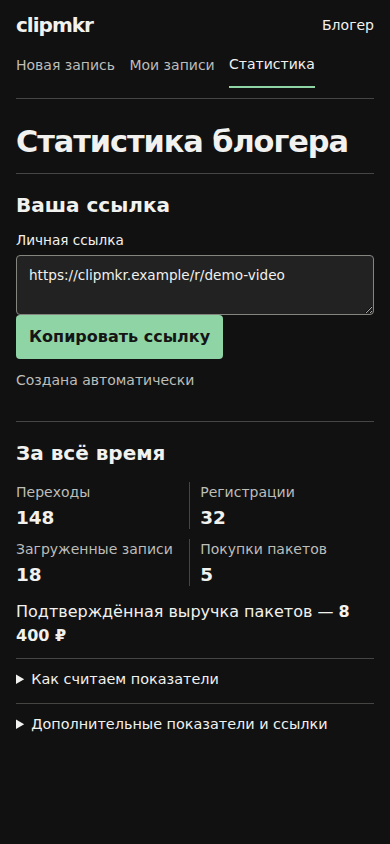 clipmkr
Блогер
Новая запись Мои записи Статистика
Статистика блогера
Ваша ссылка
Личная ссылка
https://clipmkr.example/r/demo-video
Копировать ссылку
Создана автоматически
За всё время
Переходы
148
Регистрации
32
Загруженные записи
18
Покупки пакетов
5
Подтверждённая выручка пакетов — 8
400 ₽
Как считаем показатели
Дополнительные показатели и ссылки